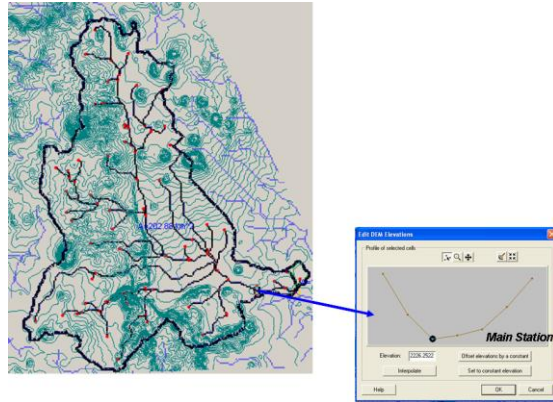 Edit DEM Elevations
Profile of selected cells
Main Station
Elevation:
Offset elevations by a constant
Interpolate
Set to constant elevation
Help
OK
Cancel